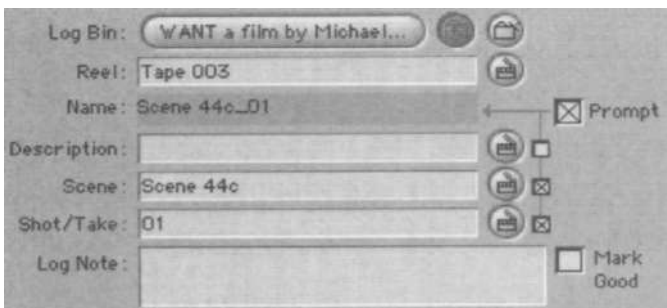 Log Bin: WANT a film by Michael...
Reel: Tape 003
Name: Scene 44c_01
Prompt
Description:
Scene: Scene 44c
Shot/Take: 01
Log Note:
Mark
Good